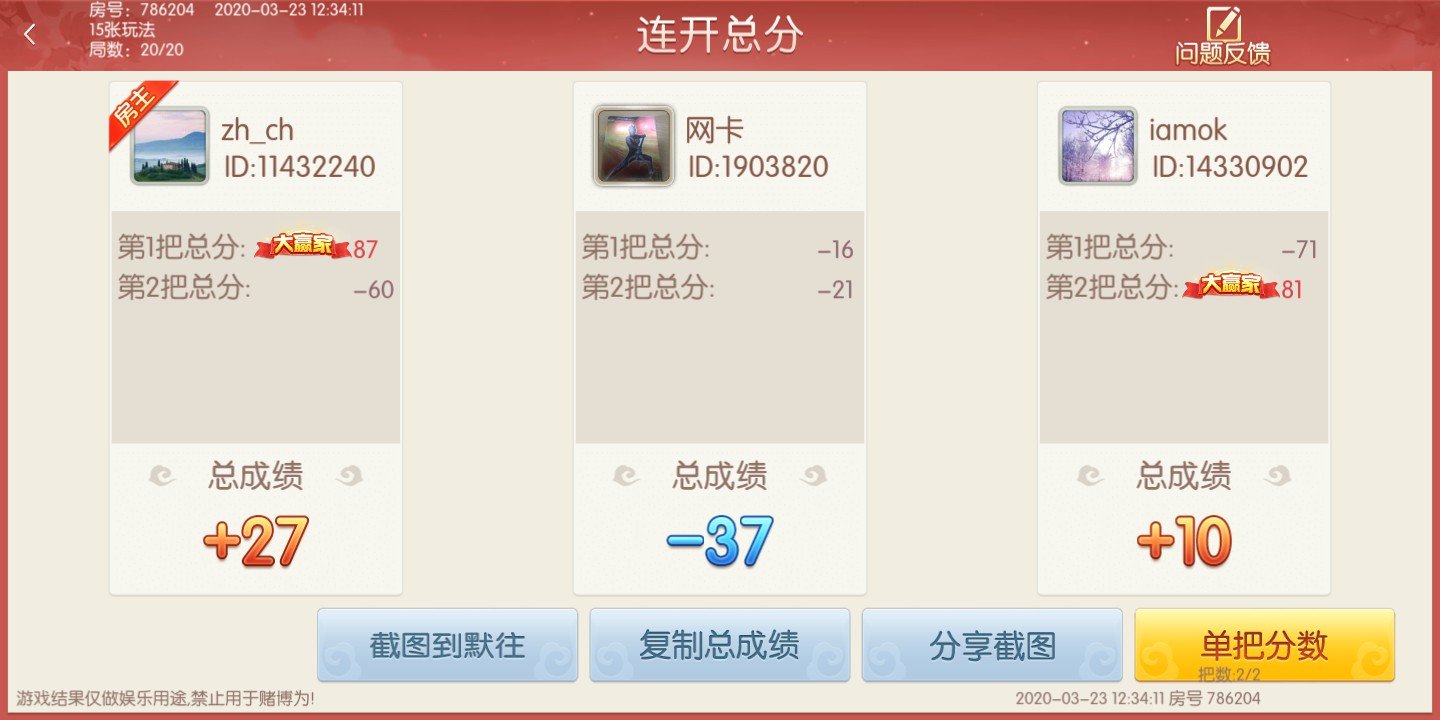 房号：786204 2020-03-23 12:34:11
15张玩法
局数：20/20
连开总分
问题反馈
房主
zh_ch
ID:11432240
第1把总分: 大赢家 87
第2把总分: -60
总成绩
+27
网卡
ID:1903820
第1把总分: -16
第2把总分: -21
总成绩
-37
iamok
ID:14330902
第1把总分: -71
第2把总分: 大赢家 81
总成绩
+10
截图到默往
复制总成绩
分享截图
单把分数
把数:2/2
游戏结果仅做娱乐用途,禁止用于赌博为!
2020-03-23 12:34:11 房号 786204